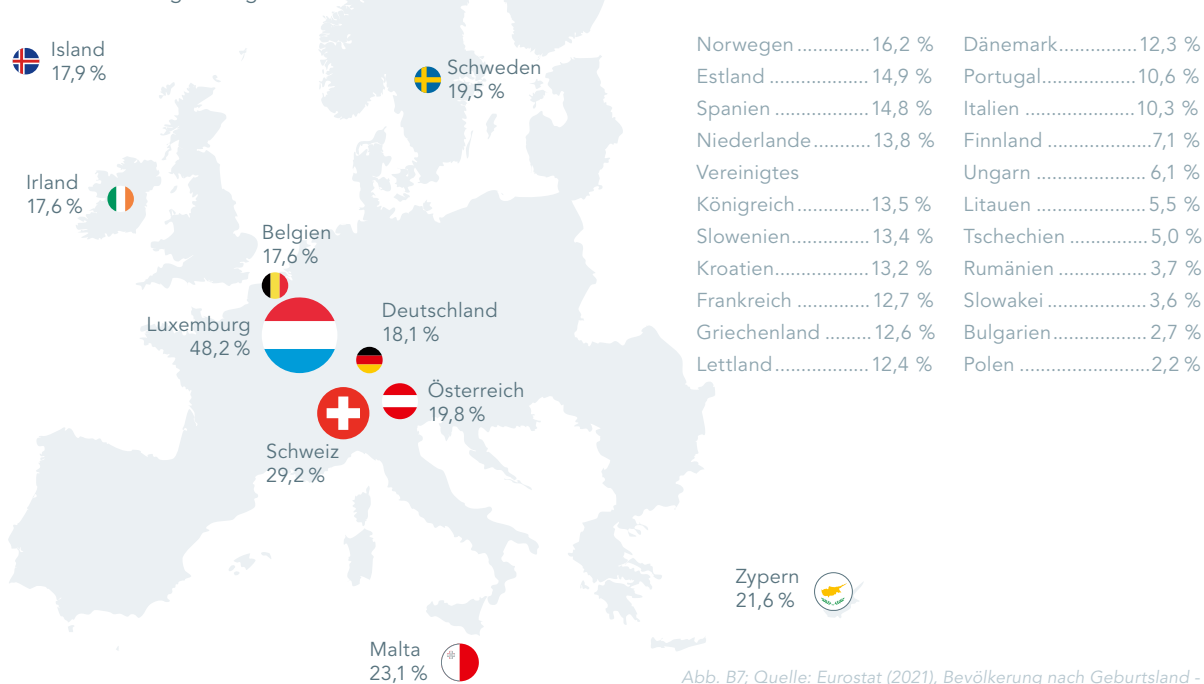 Island
17,9 %
Schweden
19,5 %
Irland
17,6 %
Belgien
17,6 %
Luxemburg
48,2 %
Deutschland
18,1 %
Österreich
19,8 %
Schweiz
29,2 %
Zypern
21,6 %
Malta
23,1 %
Norwegen .............16,2 %
Estland ..................14,9 %
Spanien ................14,8 %
Niederlande..........13,8 %
Vereinigtes
Königreich.............13,5 %
Slowenien..............13,4 %
Kroatien.................13,2 %
Frankreich .............12,7 %
Griechenland ........12,6 %
Lettland.................12,4 %
Dänemark..............12,3 %
Portugal.................10,6 %
Italien ....................10,3 %
Finnland ...................7,1 %
Ungarn ....................6,1 %
Litauen ....................5,5 %
Tschechien ..............5,0 %
Rumänien ................3,7 %
Slowakei ..................3,6 %
Bulgarien.................2,7 %
Polen .......................2,2 %
Abb. B7; Quelle: Eurostat (2021), Bevölkerung nach Geburtsland -